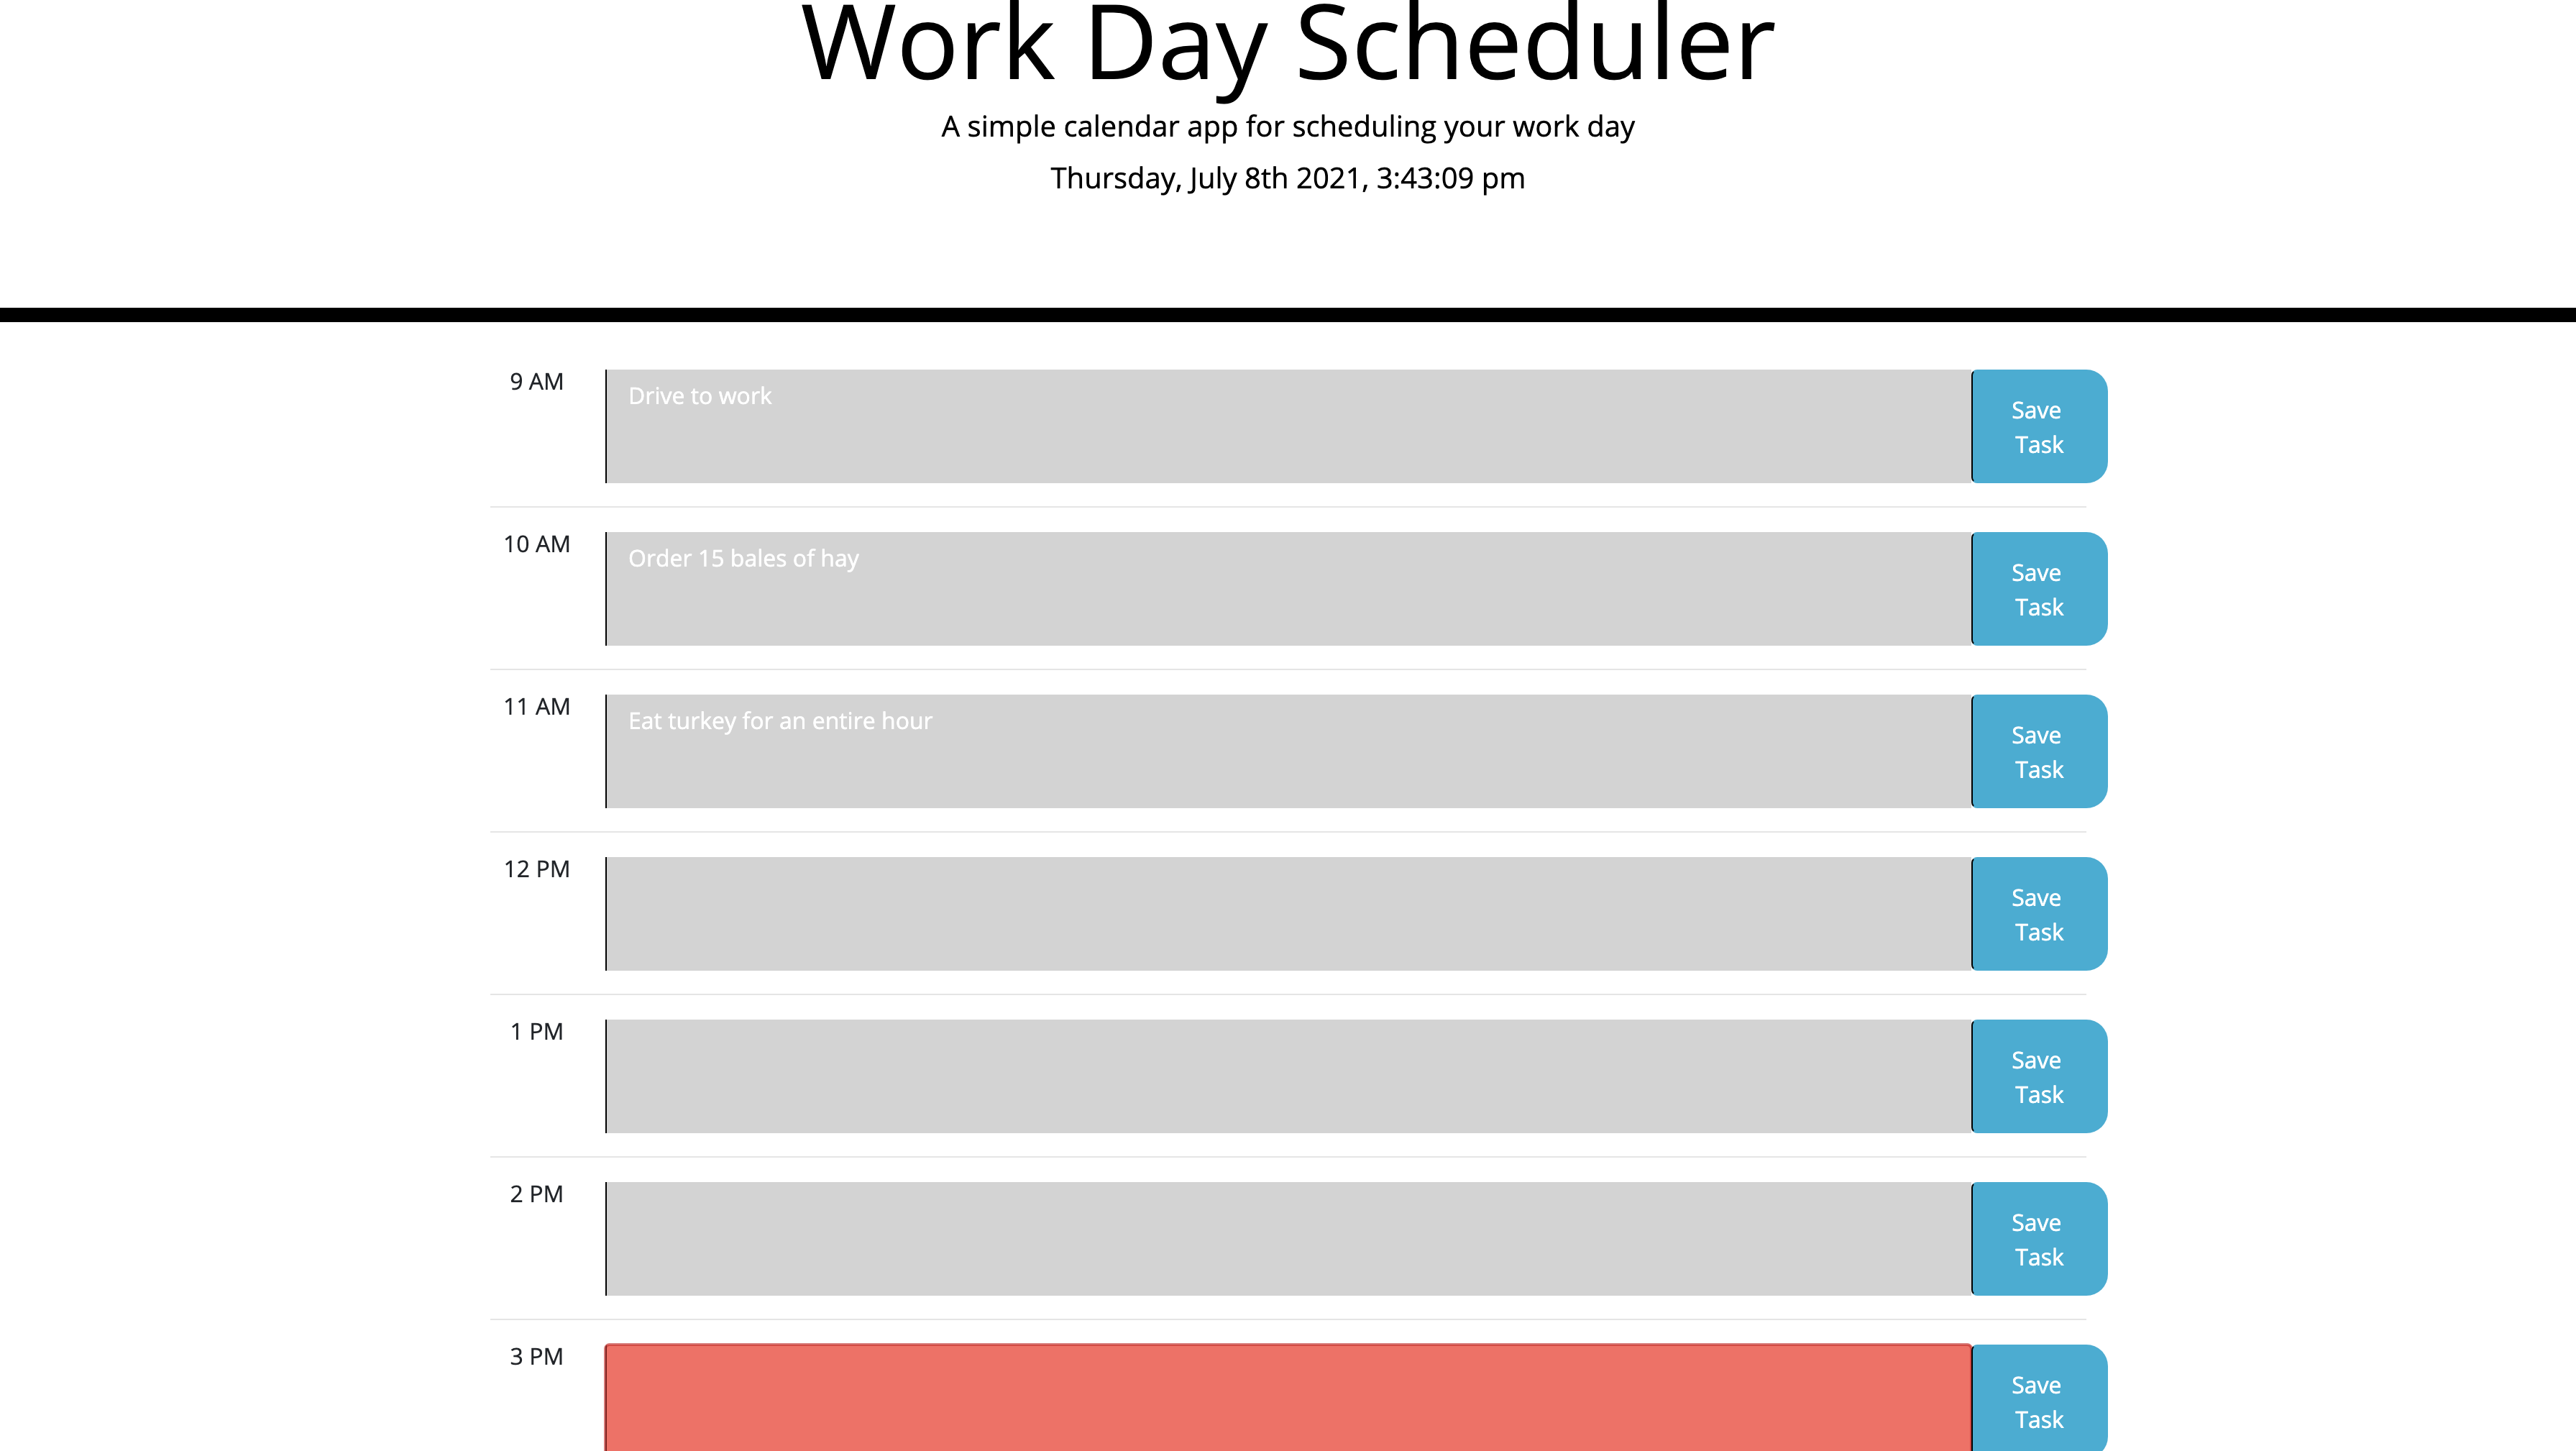 Work Day Scheduler
A simple calendar app for scheduling your work day
Thursday, July 8th 2021, 3:43:09 pm
9 AM
Drive to work
Save
Task
10 AM
Order 15 bales of hay
Save
Task
11 AM
Eat turkey for an entire hour
Save
Task
12 PM
Save
Task
1 PM
Save
Task
2 PM
Save
Task
3 PM
Save
Task